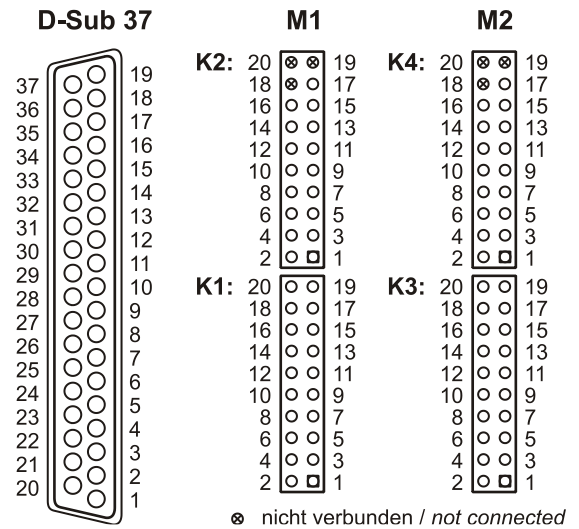 D-Sub 37 M1 M2
K2: 20 19 K4: 20 19
18 17 18 17
16 15 16 15
14 13 14 13
12 11 12 11
10 9 10 9
8 7 8 7
6 5 6 5
4 3 4 3
2 1 2 1
K1: 20 19 K3: 20 19
18 17 18 17
16 15 16 15
14 13 14 13
12 11 12 11
10 9 10 9
8 7 8 7
6 5 6 5
4 3 4 3
2 1 2 1
19
37
18
36
17
35
16
34
15
33
14
32
13
31
12
30
11
29
10
28
9
27
8
26
7
25
6
24
5
23
4
22
3
21
2
20
1
nicht verbunden / not connected